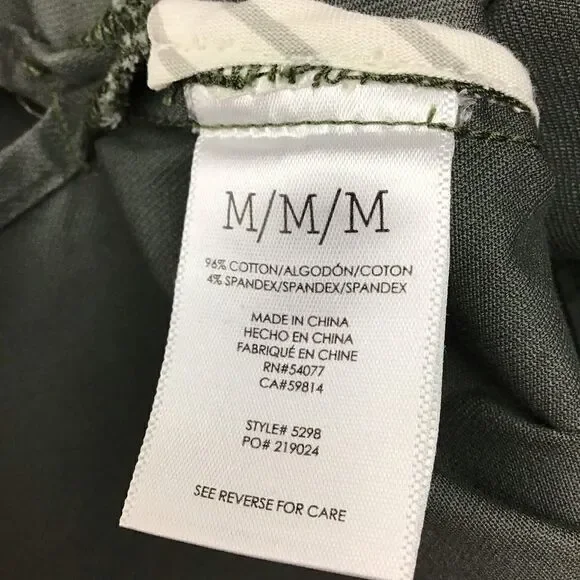 M/M/M
96% COTTON/ALGODÓN/COTON
4% SPANDEX/SPANDEX/SPANDEX
MADE IN CHINA
HECHO EN CHINA
FABRIQUÉ EN CHINE
RN#54077
CA#59814
STYLE# 5298
PO# 219024
SEE REVERSE FOR CARE